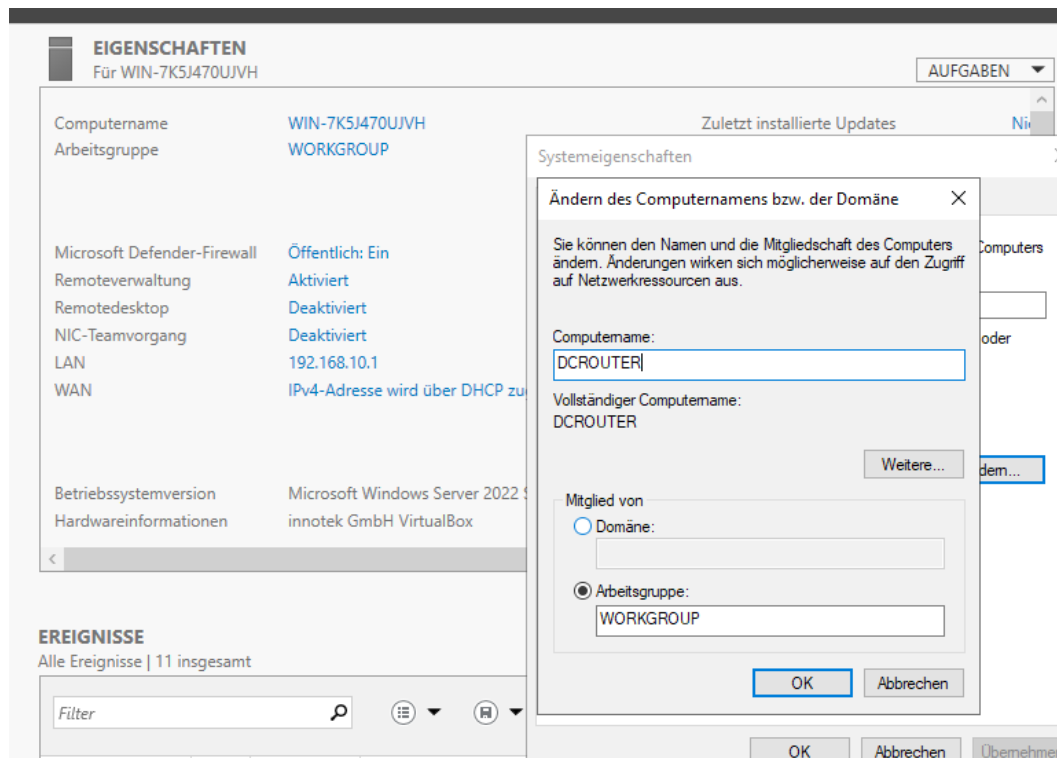 EIGENSCHAFTEN
Für WIN-7K5J470UJVH
AUFGABEN
Computername WIN-7K5J470UJVH
Arbeitsgruppe WORKGROUP
Zuletzt installierte Updates
Microsoft Defender-Firewall Öffentlich: Ein
Remoteverwaltung Aktiviert
Remotedesktop Deaktiviert
NIC-Teamvorgang Deaktiviert
LAN 192.168.10.1
WAN IPv4-Adresse wird über DHCP
Betriebssystemversion Microsoft Windows Server 2022
Hardwareinformationen innotek GmbH VirtualBox
EREIGNISSE
Alle Ereignisse | 11 insgesamt
Filter
Systemeigenschaften
Computers
oder
Ändern des Computernamens bzw. der Domäne
Sie können den Namen und die Mitgliedschaft des Computers
ändern. Änderungen wirken sich möglicherweise auf den Zugriff
auf Netzwerkressourcen aus.
Computername:
DCROUTER
Vollständiger Computername:
DCROUTER
Weitere...
Mitglied von
Domäne:
Arbeitsgruppe:
WORKGROUP
OK Abbrechen
OK Abbrechen